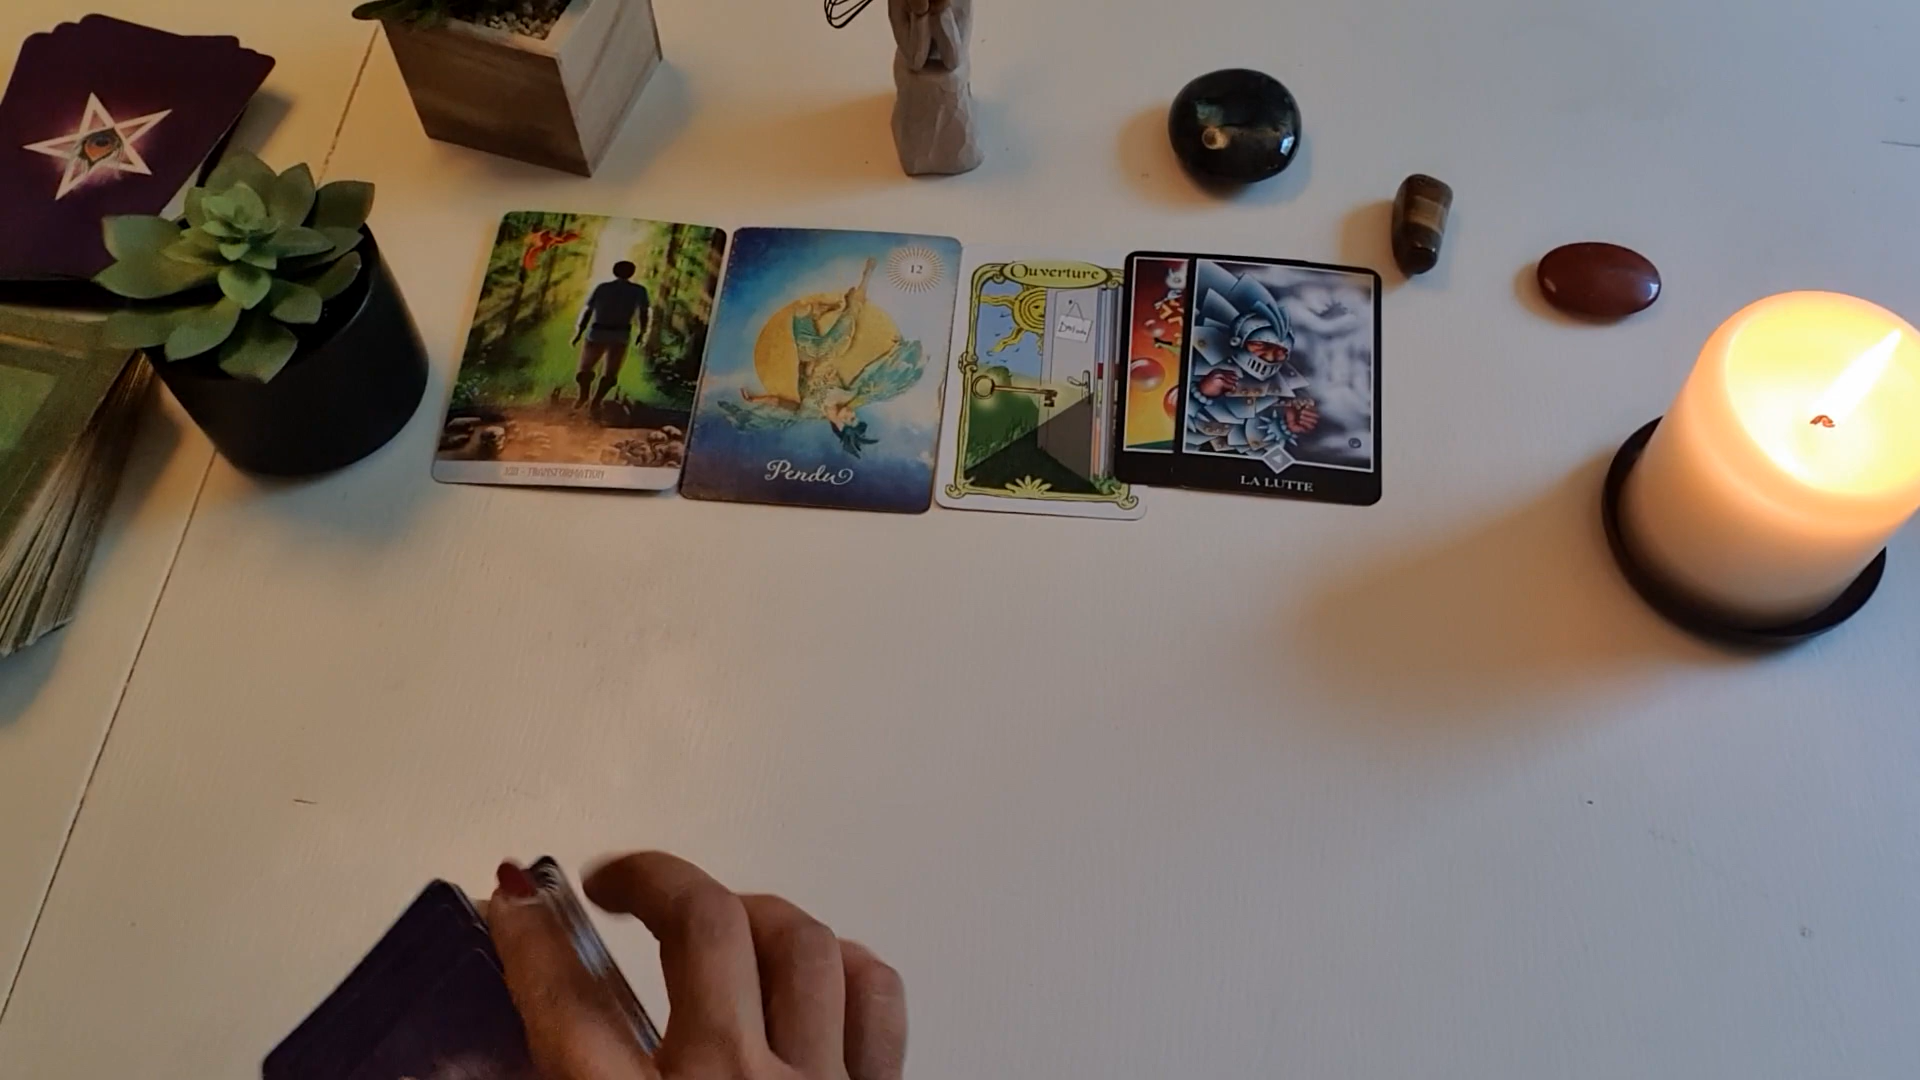 XIII - TRANSFORMATION
12
Pendu
Ouverture
LA LUTTE